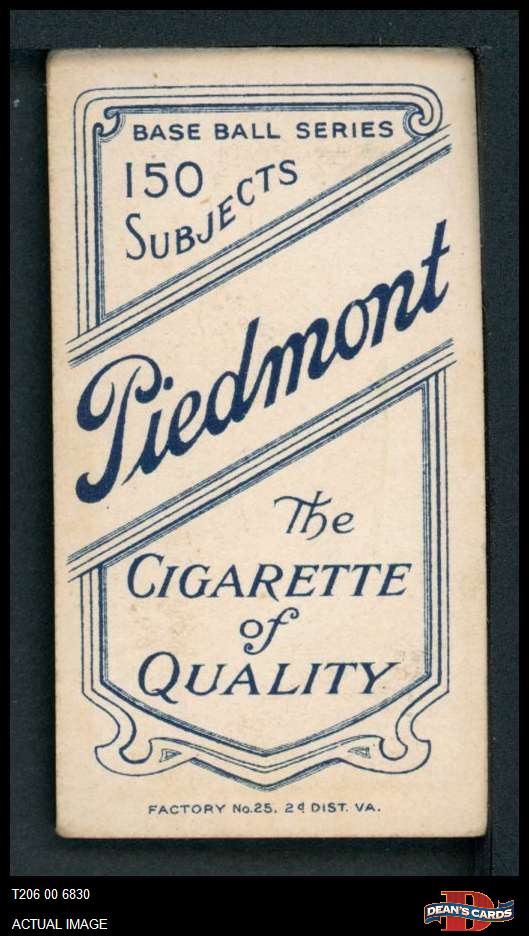 BASE BALL SERIES
150
SUBJECTS
Piedmont
The
CIGARETTE
of
QUALITY
FACTORY No.25. 2d DIST. VA.
T206 00 6830
ACTUAL IMAGE
DEAN'S CARDS